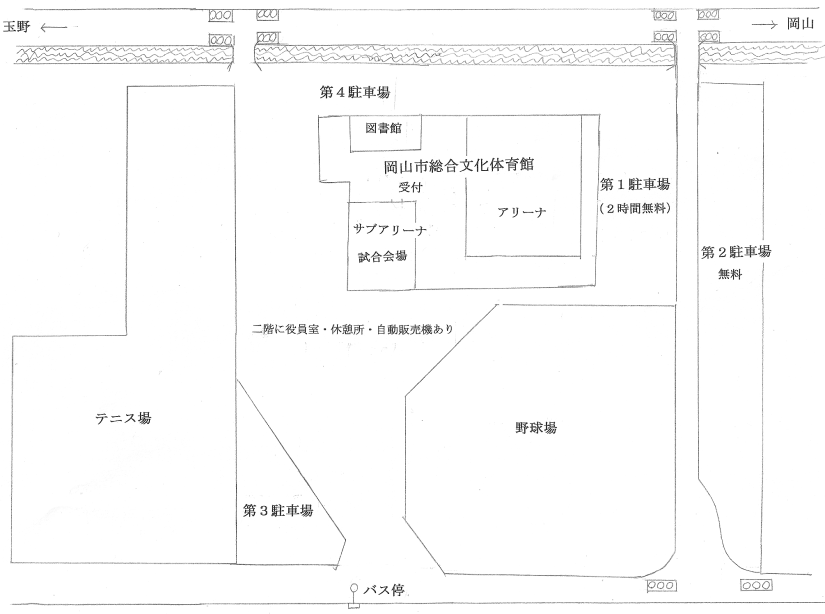 玉野 ←
→ 岡山
第4駐車場
図書館
岡山市総合文化体育館
受付
アリーナ
サブアリーナ
試合会場
第1駐車場
(2時間無料)
第2駐車場
無料
二階に役員室・休憩所・自動販売機あり
テニス場
野球場
第3駐車場
バス停